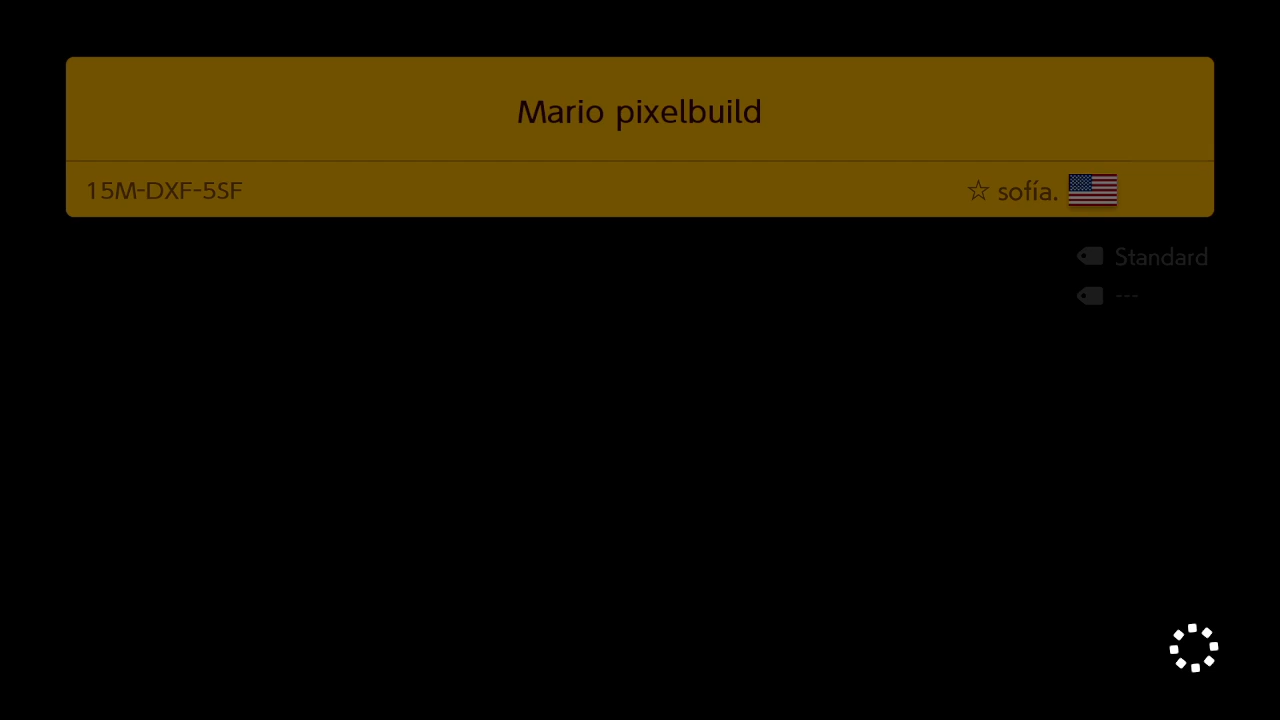 Mario pixelbuild
15M-DXF-5SF
☆ sofía.
Standard
---